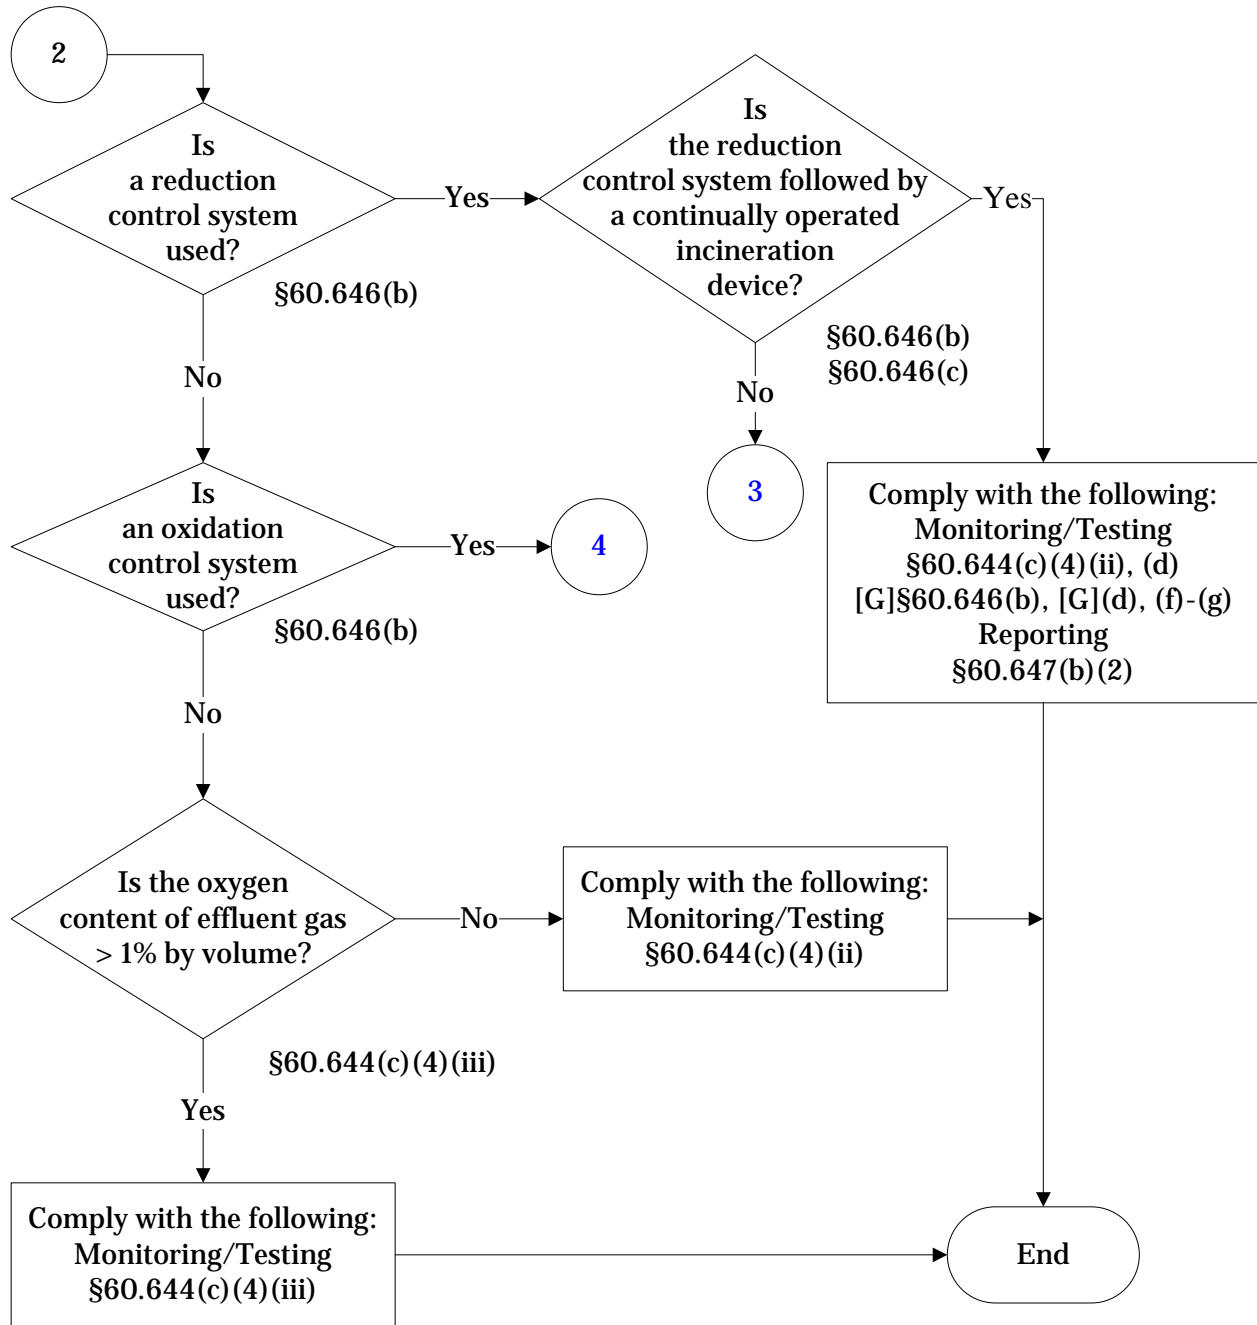 2
Is
a reduction
control system
used?
§60.646(b)
Yes
Is
the reduction
control system followed by
a continually operated
incineration
device?
§60.646(b)
§60.646(c)
Yes
No
No
3
Is
an oxidation
control system
used?
§60.646(b)
Yes
4
Comply with the following:
Monitoring/Testing
§60.644(c)(4)(ii), (d)
[G]§60.646(b), [G](d), (f)-(g)
Reporting
§60.647(b)(2)
No
Is the oxygen
content of effluent gas
> 1% by volume?
§60.644(c)(4)(iii)
No
Comply with the following:
Monitoring/Testing
§60.644(c)(4)(ii)
Yes
Comply with the following:
Monitoring/Testing
§60.644(c)(4)(iii)
End